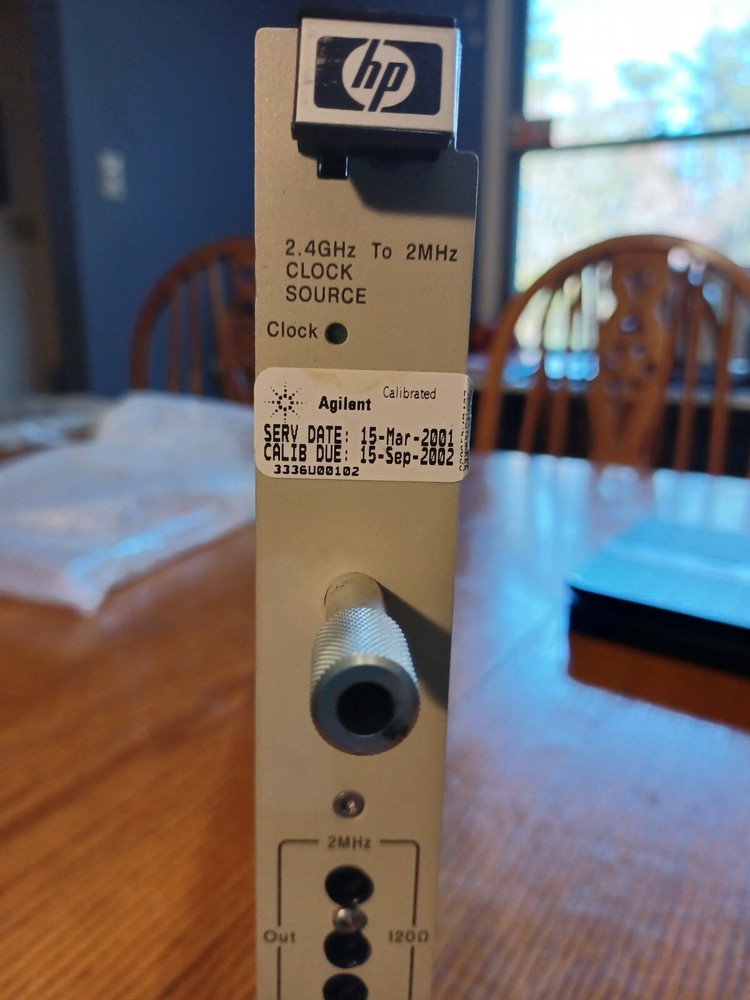 hp
2.4GHz To 2MHz
CLOCK
SOURCE
Clock
Agilent Calibrated
SERV DATE: 15-Mar-2001
CALIB DUE: 15-Sep-2002
3336U00102
2MHz
Out 120Ω